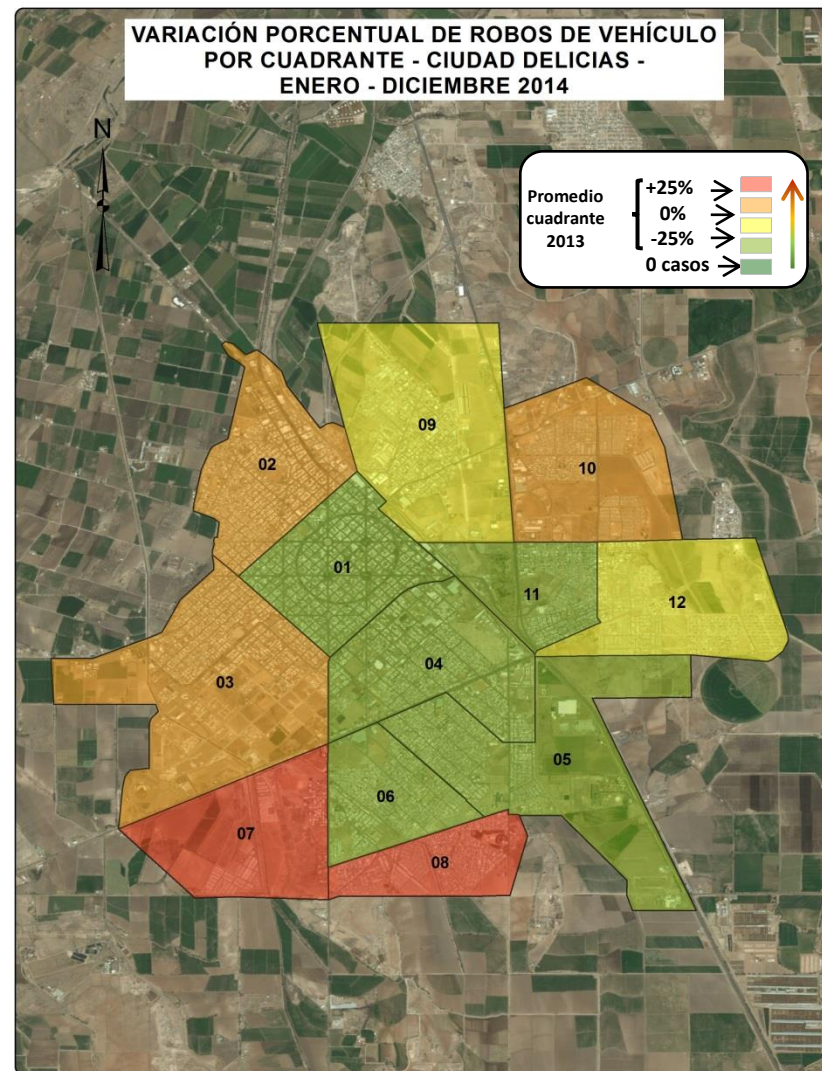 VARIACIÓN PORCENTUAL DE ROBOS DE VEHÍCULO
POR CUADRANTE - CIUDAD DELICIAS -
ENERO - DICIEMBRE 2014
N
Promedio
cuadrante
2013
+25%
0%
-25%
0 casos
09
02
10
01
11
12
04
03
05
06
07
08